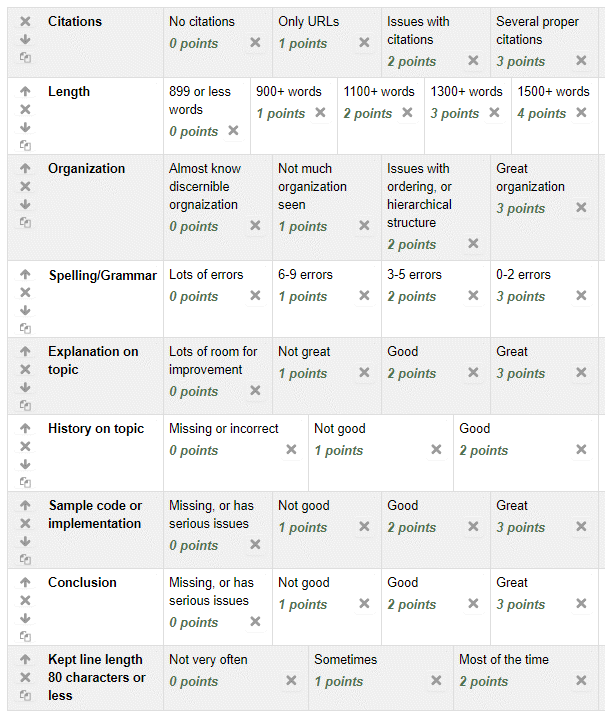 Citations
No citations
0 points
Only URLs
1 points
Issues with
citations
2 points
Several proper
citations
3 points
Length
899 or less
words
0 points
900+ words
1 points
1100+ words
2 points
1300+ words
3 points
1500+ words
4 points
Organization
Almost know
discernible
orgnaization
0 points
Not much
organization
seen
1 points
Issues with
ordering, or
hierarchical
structure
2 points
Great
organization
3 points
Spelling/Grammar
Lots of errors
0 points
6-9 errors
1 points
3-5 errors
2 points
0-2 errors
3 points
Explanation on
topic
Lots of room for
improvement
0 points
Not great
1 points
Good
2 points
Great
3 points
History on topic
Missing or incorrect
0 points
Not good
1 points
Good
2 points
Sample code or
implementation
Missing, or has
serious issues
0 points
Not good
1 points
Good
2 points
Great
3 points
Conclusion
Missing, or has
serious issues
0 points
Not good
1 points
Good
2 points
Great
3 points
Kept line length
80 characters or
less
Not very often
0 points
Sometimes
1 points
Most of the time
2 points